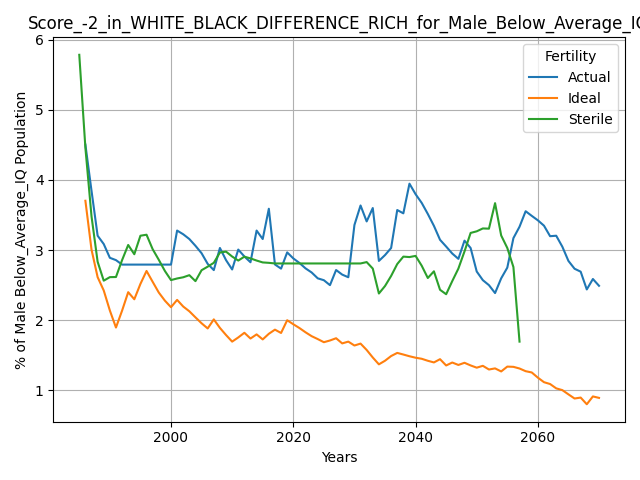 Score_-2_in_WHITE_BLACK_DIFFERENCE_RICH_for_Male_Below_Average_IQ
6
5
4
3
2
1
% of Male Below_Average_IQ Population
Fertility
Actual
Ideal
Sterile
2000
2020
2040
2060
Years